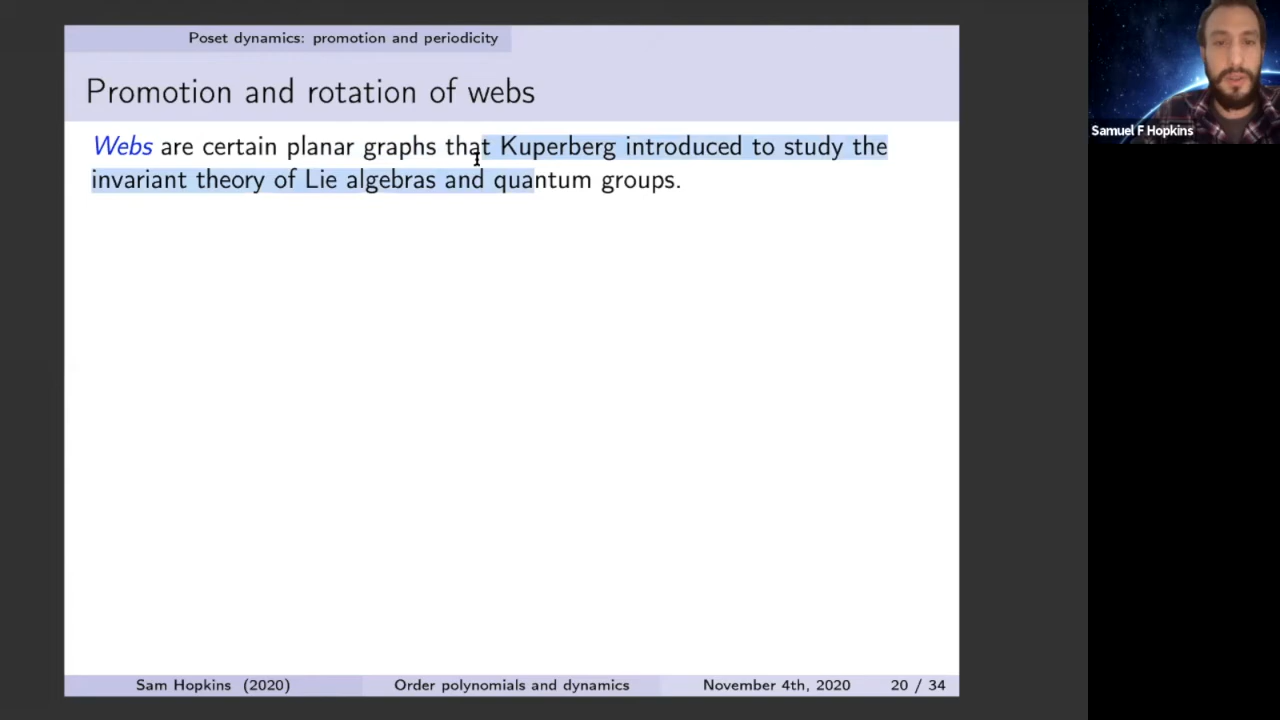 Poset dynamics: promotion and periodicity
Promotion and rotation of webs
Webs are certain planar graphs that Kuperberg introduced to study the
invariant theory of Lie algebras and quantum groups.
Samuel F Hopkins
Sam Hopkins (2020) Order polynomials and dynamics November 4th, 2020 20 / 34